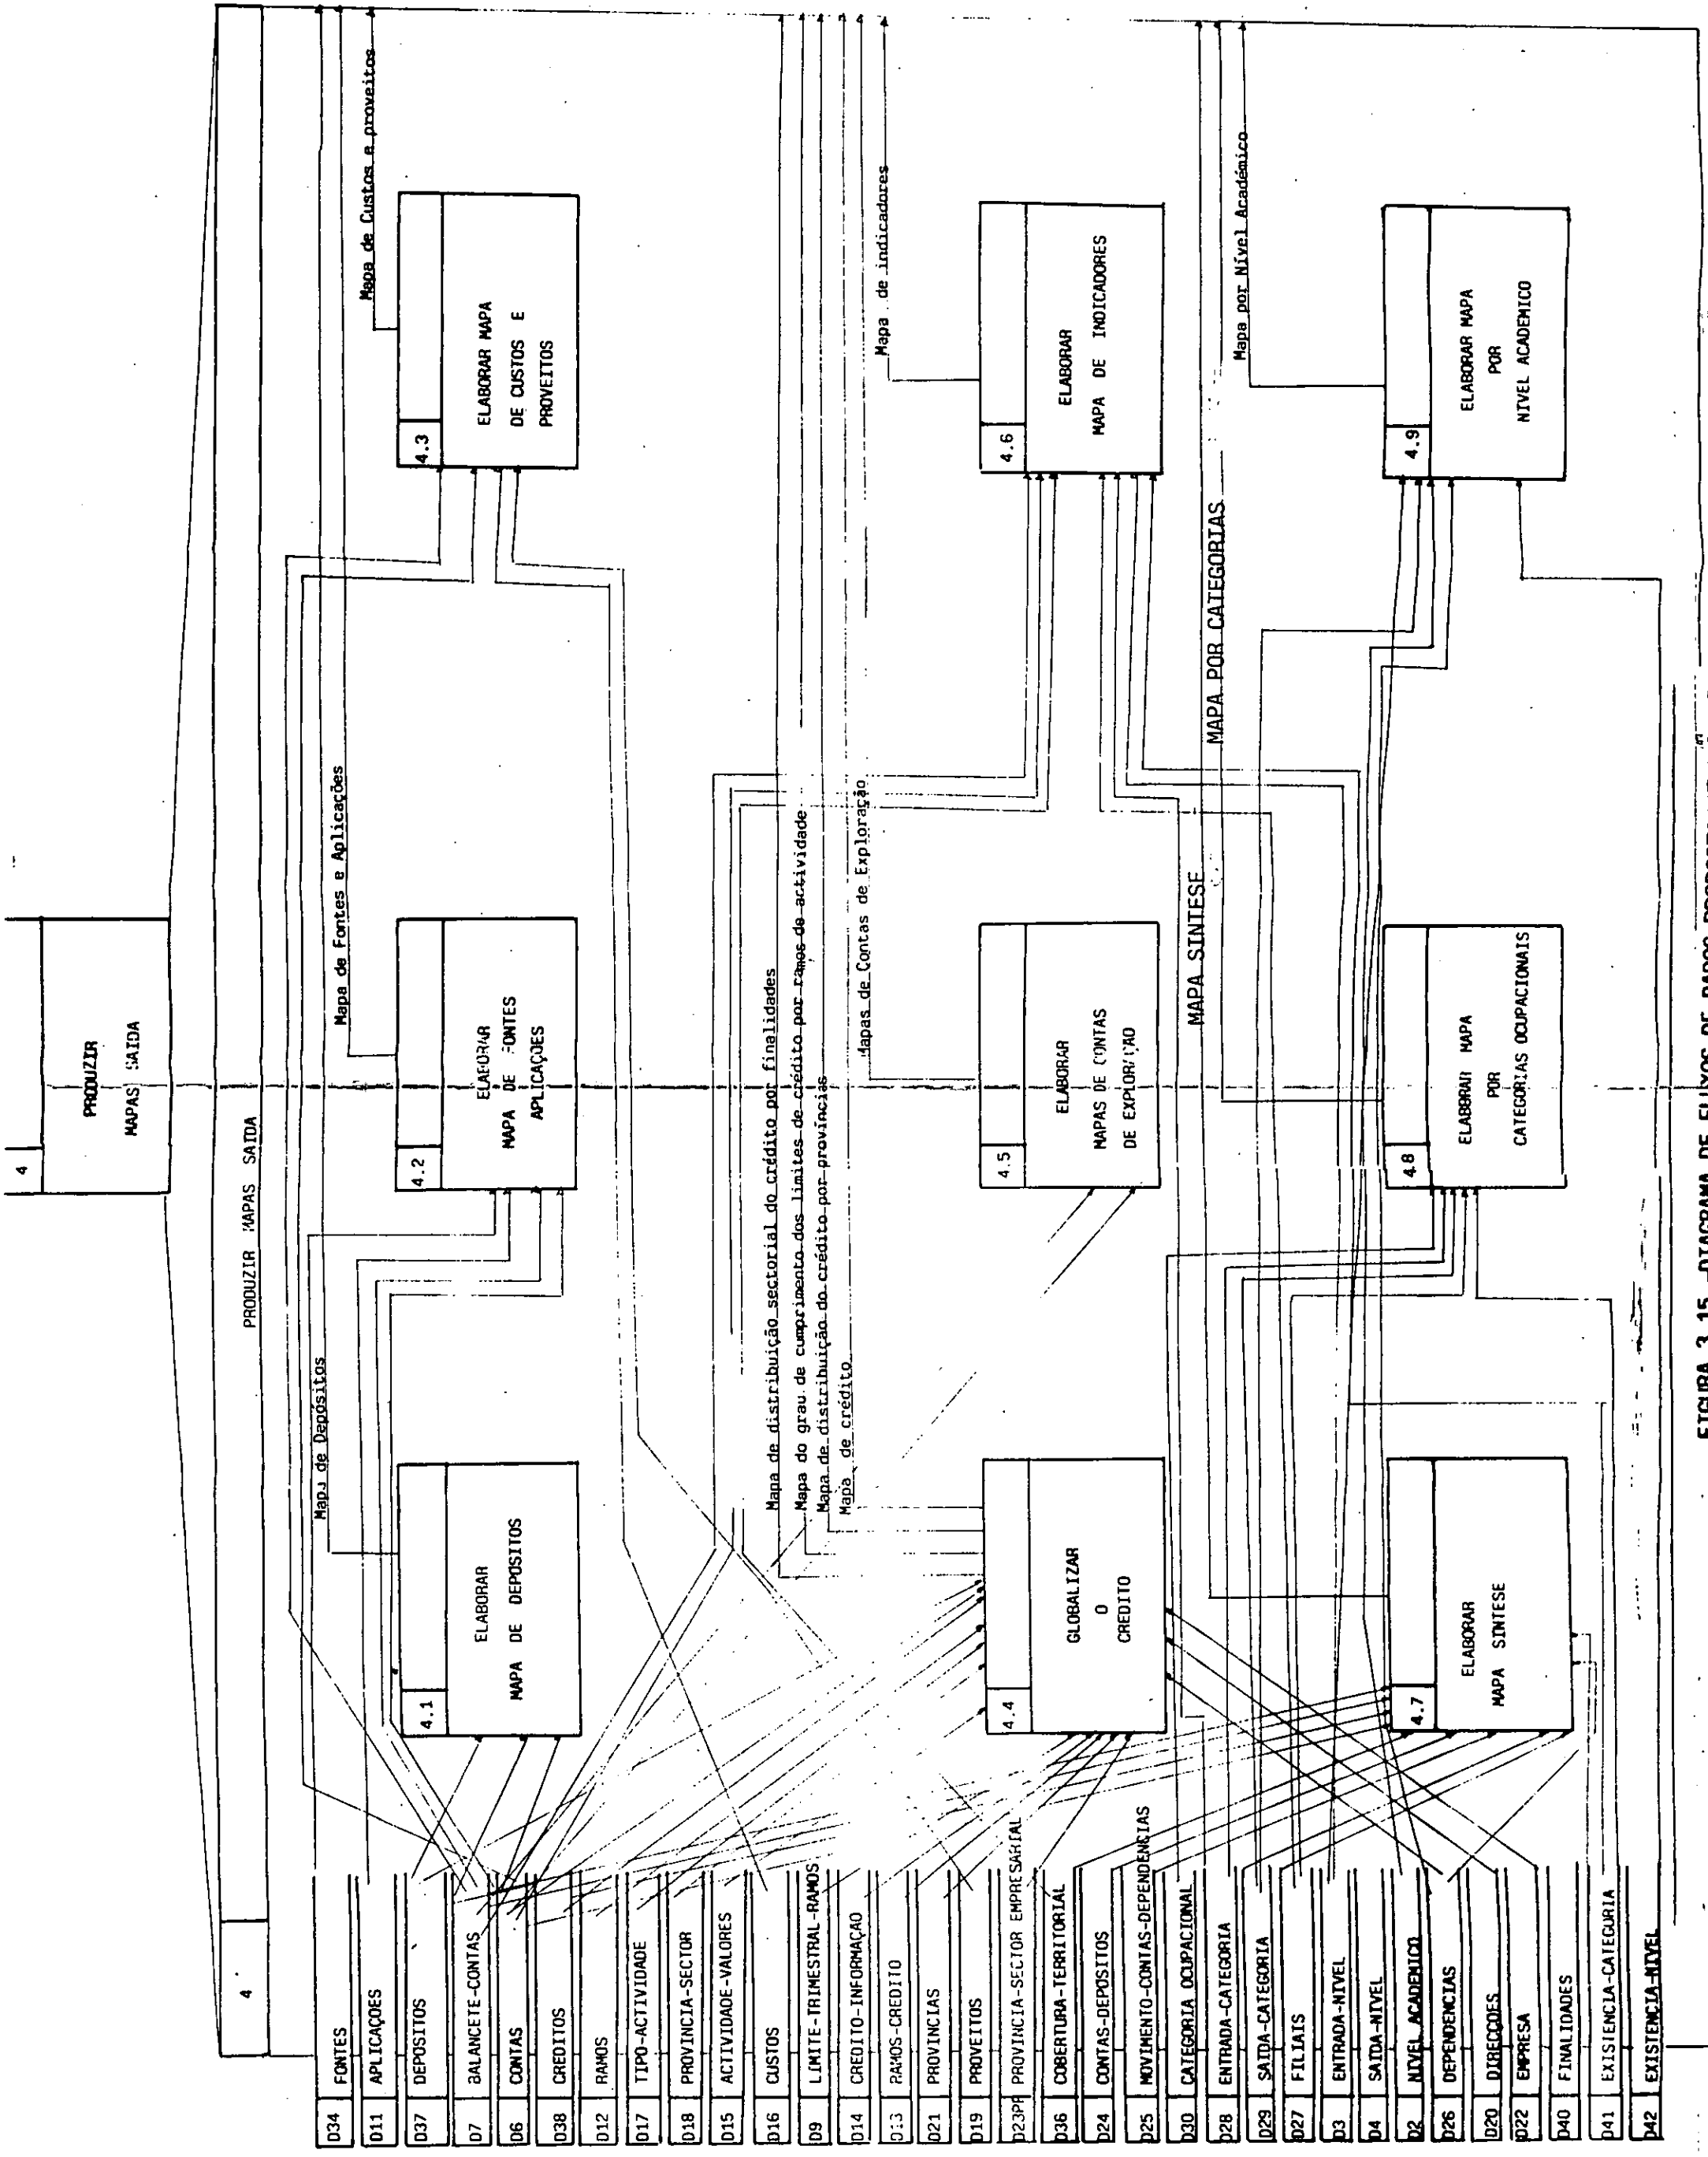 4
PRODUZIR
MAPAS SAIDA
4
PRODUZIR MAPAS SAIDA
Mapa de Depósitos
Mapa de Fontes e Aplicações
Mapa de Custos e proveitos
4.1
ELABORAR
MAPA DE DEPOSITOS
4.2
ELABORAR
MAPA DE FONTES
APLICAÇOES
4.3
ELABORAR MAPA
DE CUSTOS E
PROVEITOS
Mapa de distribuição sectorial do crédito por finalidades
Mapa do grau de cumprimento dos limites de crédito por ramos de actividade
Mapa de distribuição do crédito por províncias
Mapa de crédito
Mapas de Contas de Exploração
Mapa de indicadores
4.4
GLOBALIZAR
O
CREDITO
4.5
ELABORAR
MAPAS DE CONTAS
DE EXPLORAÇAO
4.6
ELABORAR
MAPA DE INDICADORES
MAPA SINTESE
MAPA POR CATEGORIAS
Mapa por Nível Académico
4.7
ELABORAR
MAPA SINTESE
4.8
ELABORAR MAPA
POR
CATEGORIAS OCUPACIONAIS
4.9
ELABORAR MAPA
POR
NIVEL ACADEMICO
D34 FONTES
D11 APLICAÇOES
D37 DEPOSITOS
D7 BALANCETE-CONTAS
D6 CONTAS
D38 CREDITOS
D12 RAMOS
D17 TIPO-ACTIVIDADE
D18 PROVINCIA-SECTOR
D15 ACTIVIDADE-VALORES
D16 CUSTOS
D9 LIMITE-TRIMESTRAL-RAMOS
D14 CREDITO-INFORMAÇAO
D13 RAMOS-CREDITO
D21 PROVINCIAS
D19 PROVEITOS
D23 PROVINCIA-SECTOR EMPRESARIAL
D36 COBERTURA-TERRITORIAL
D24 CONTAS-DEPOSITOS
D25 MOVIMENTO-CONTAS-DEPENDENCIAS
D30 CATEGORIA OCUPACIONAL
D28 ENTRADA-CATEGORIA
D29 SAIDA-CATEGORIA
D27 FILIAIS
D3 ENTRADA-NIVEL
D4 SAIDA-NIVEL
D2 NIVEL ACADEMICO
D26 DEPENDENCIAS
D20 DIRECÇOES
D22 EMPRESA
D40 FINALIDADES
D41 EXISTENCIA-CATEGORIA
D42 EXISTENCIA-NIVEL
FIGURA 3.15 DIAGRAMA DE FLUXOS DE DADOS